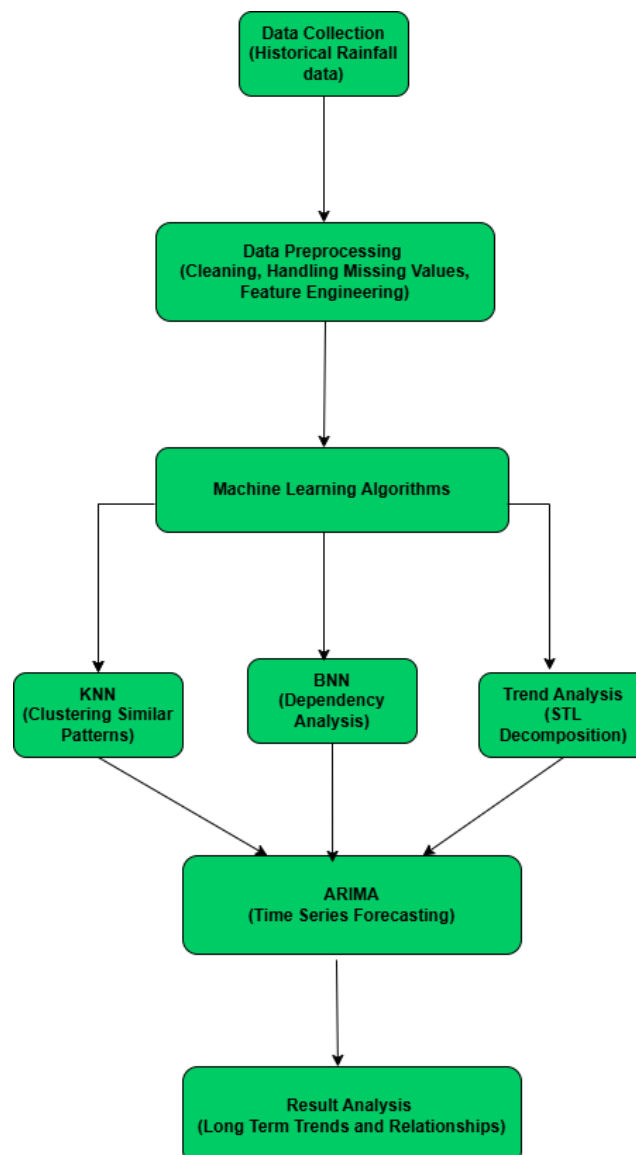 Data Collection
(Historical Rainfall
data)
Data Preprocessing
(Cleaning, Handling Missing Values,
Feature Engineering)
Machine Learning Algorithms
KNN
(Clustering Similar
Patterns)
BNN
(Dependency
Analysis)
Trend Analysis
(STL
Decomposition)
ARIMA
(Time Series Forecasting)
Result Analysis
(Long Term Trends and Relationships)